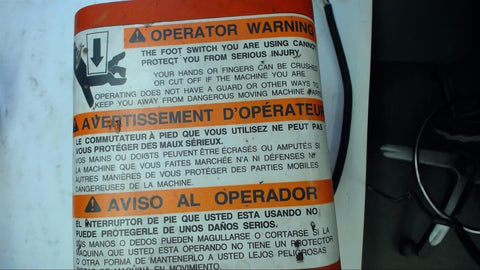 OPERATOR WARNING
THE FOOT SWITCH YOU ARE USING CANNOT
PROTECT YOU FROM SERIOUS INJURY.
YOUR HANDS OR FINGERS CAN BE CRUSHED
OR CUT OFF IF THE MACHINE YOU ARE
OPERATING DOES NOT HAVE A GUARD OR OTHER WAYS TO
KEEP YOU AWAY FROM DANGEROUS MOVING MACHINE
AVERTISSEMENT D'OPÉRATEUR
LE COMMUTATEUR À PIED QUE VOUS UTILISEZ NE PEUT PAS
VOUS PROTÉGER DES MAUX SÉRIEUX.
VOS MAINS OU DOIGTS PEUVENT ÊTRE ÉCRASÉS OU AMPUTÉS SI
LA MACHINE QUE VOUS FAITES MARCHÉE N'A NI DÉFENSES NI
AUTRES MANIÈRES DE VOUS PROTÉGER DES PARTIES MOBILES
DANGEREUSES DE LA MACHINE.
AVISO AL OPERADOR
EL INTERRUPTOR DE PIE QUE USTED ESTA USANDO NO
PUEDE PROTEGERLE DE UNOS DAÑOS SERIOS.
SUS MANOS O DEDOS PUEDEN MAGULLARSE O CORTARSE SI LA
MAQUINA QUE USTED ESTA OPERANDO NO TIENE UN PROTECTOR
U OTRA FORMA DE MANTENERLO A USTED LEJOS PELIGROSAS
DE MAQUINA EN MOVIMIENTO.